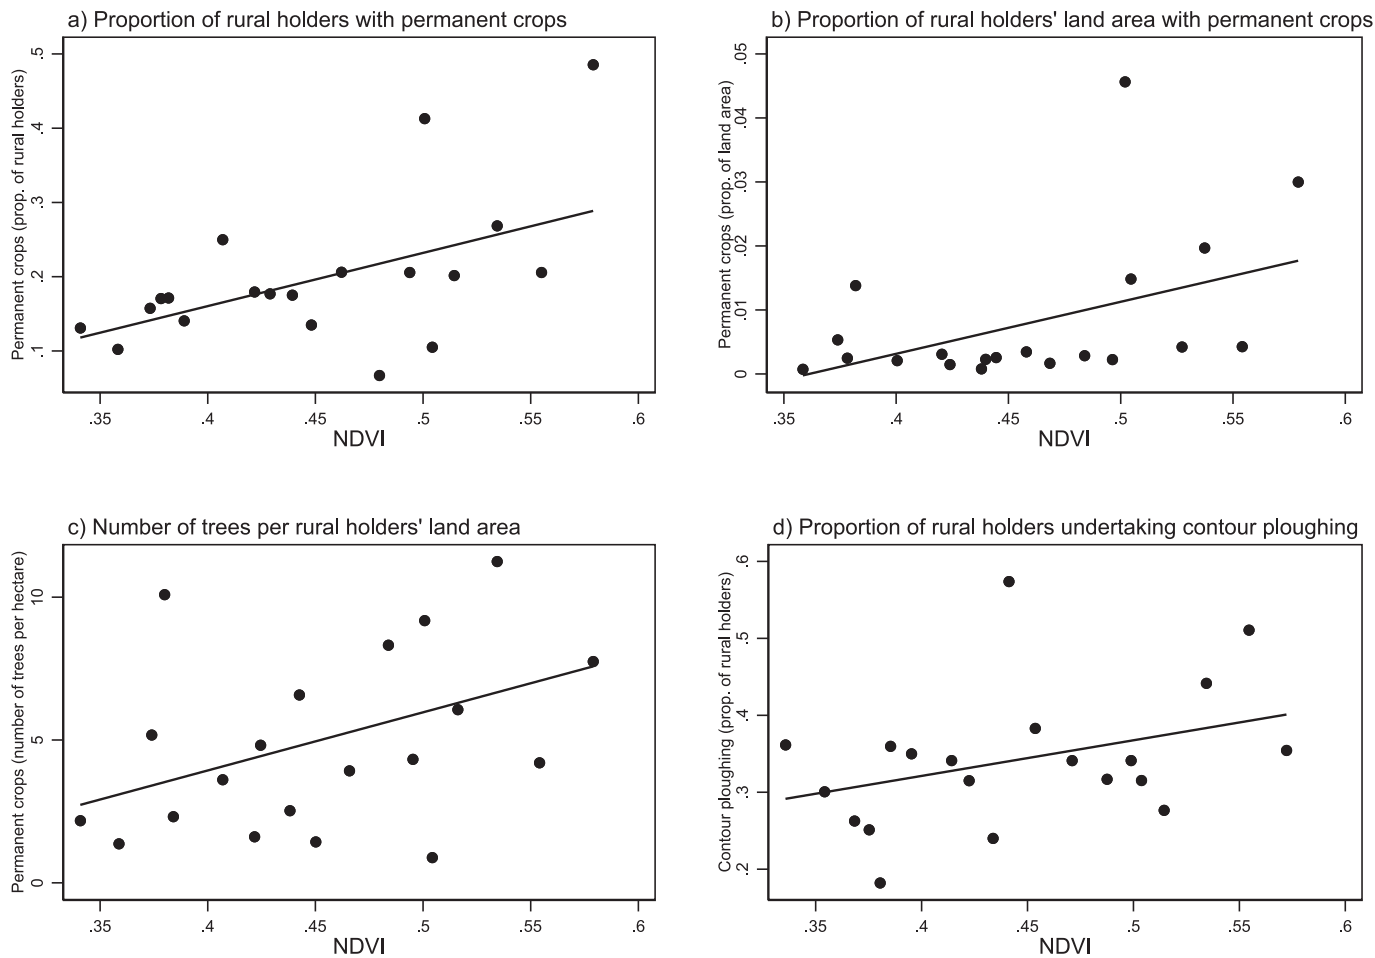 a) Proportion of rural holders with permanent crops
Permanent crops (prop. of rural holders)
.5
.4
.3
.2
.1
.35 .4 .45 .5 .55 .6
NDVI
b) Proportion of rural holders' land area with permanent crops
Permanent crops (prop. of land area)
.05
.04
.03
.02
.01
0
.35 .4 .45 .5 .55 .6
NDVI
c) Number of trees per rural holders' land area
Permanent crops (number of trees per hectare)
10
5
0
.35 .4 .45 .5 .55 .6
NDVI
d) Proportion of rural holders undertaking contour ploughing
Contour ploughing (prop. of rural holders)
.6
.5
.4
.3
.2
.35 .4 .45 .5 .55 .6
NDVI